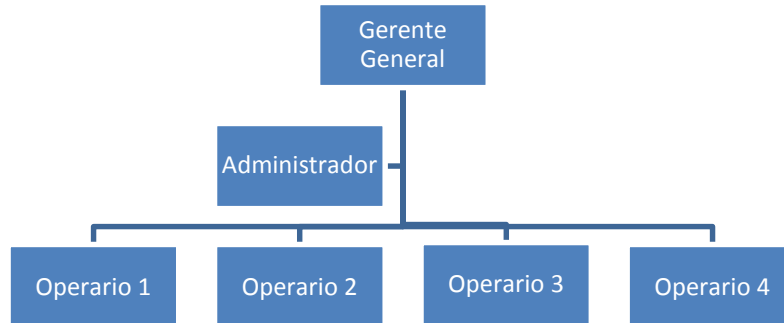 Gerente
General
Administrador
Operario 1
Operario 2
Operario 3
Operario 4